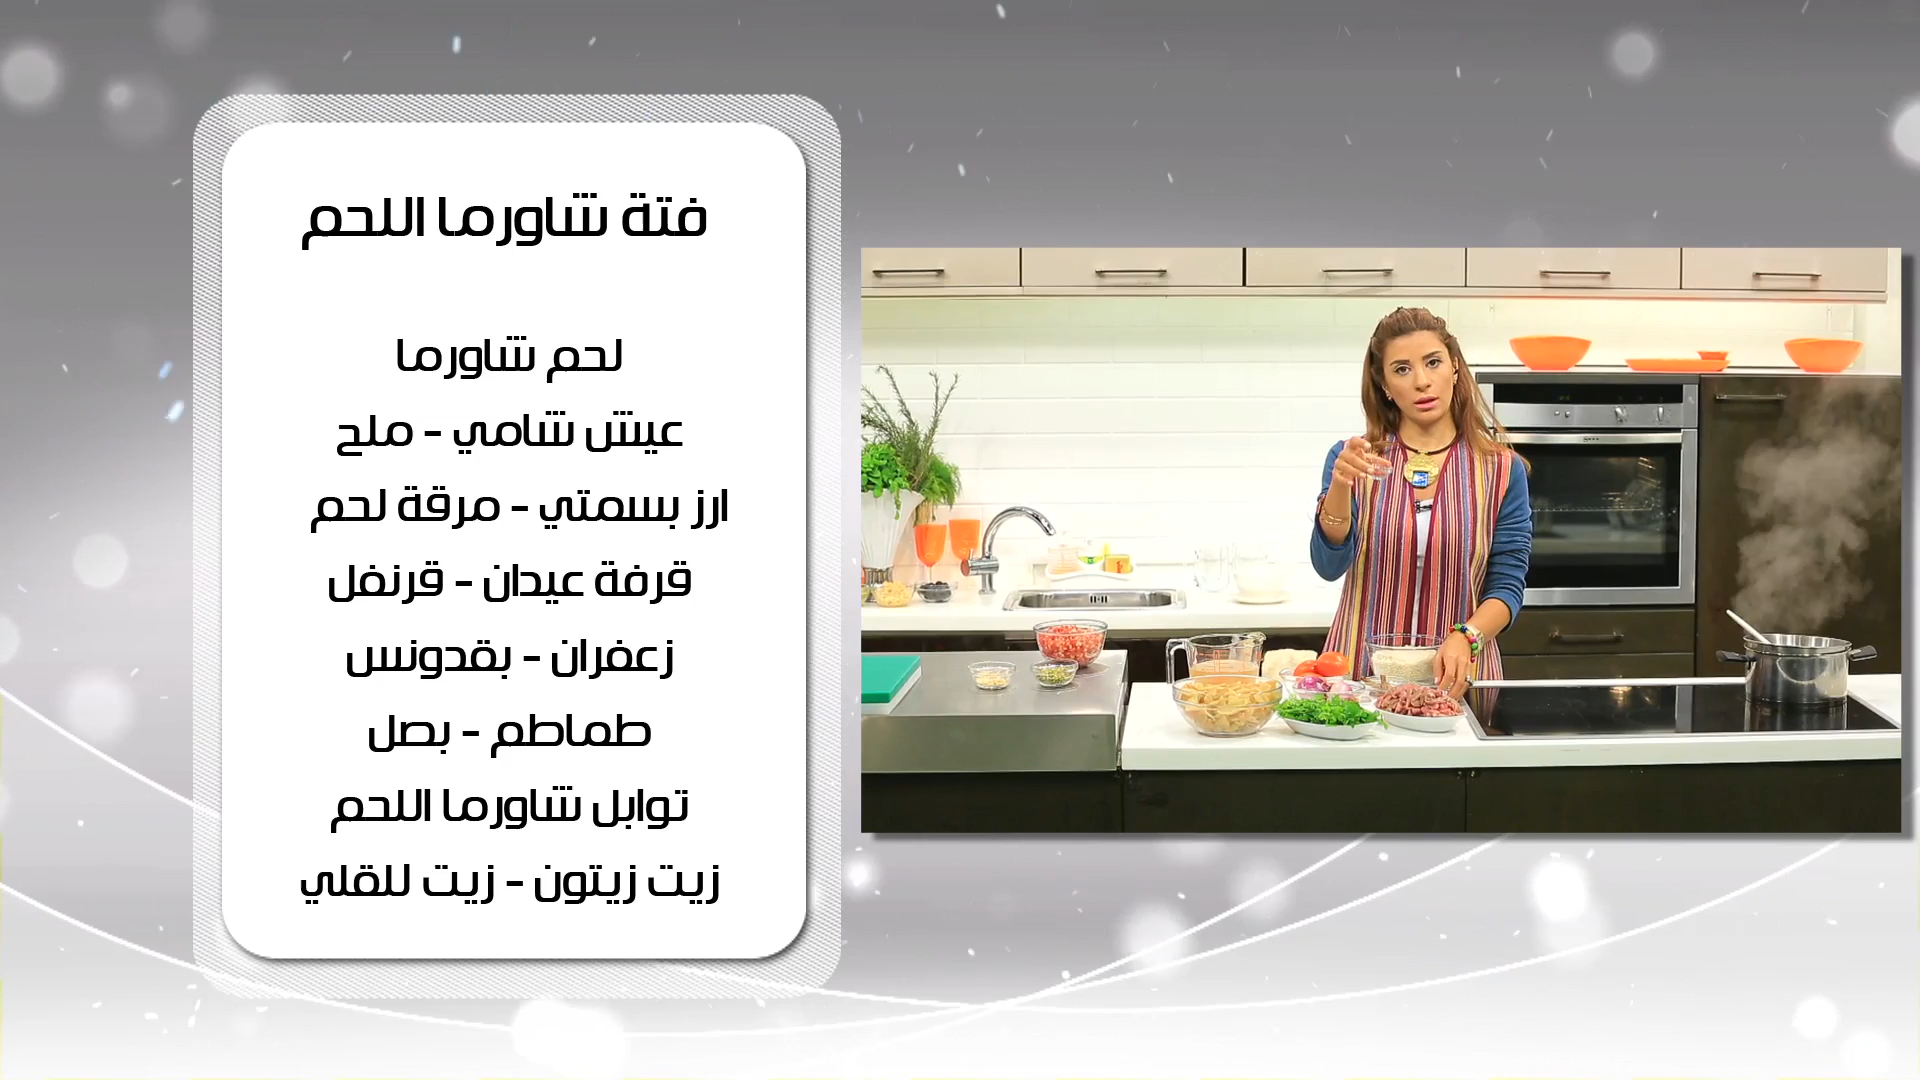 فتة شاورما اللحم
لحم شاورما
عيش شامي - ملح
ارز بسمتي - مرقة لحم
قرفة عيدان - قرنفل
زعفران - بقدونس
طماطم - بصل
توابل شاورما اللحم
زيت زيتون - زيت للقلي